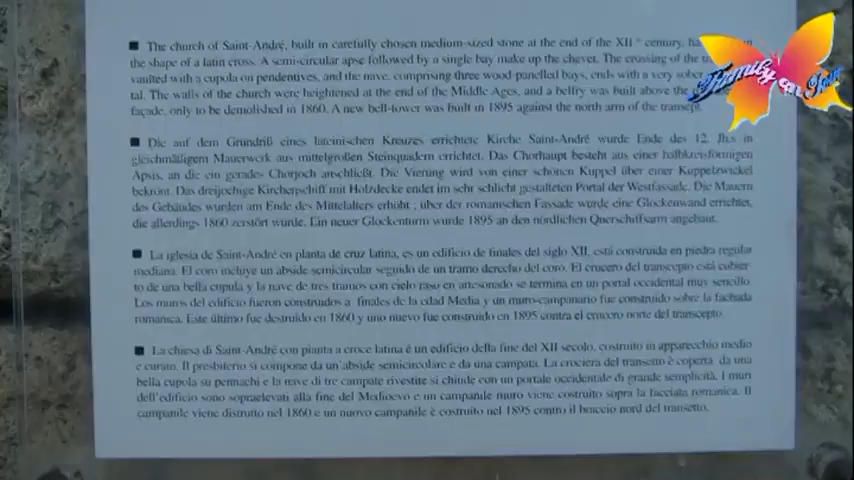 Family on Tour
■ The church of Saint-André, built in carefully chosen medium-sized stone at the end of the XII century, ha
the shape of a latin cross. A semi-circular apse followed by a single bay make up the chevet. The crossing of the
vaulted with a cupola on pendentives, and the nave, comprising three wood-panelled bays, ends with a very sober
tal. The walls of the church were heightened at the end of the Middle Ages, and a belfry was built above the
façade, only to be demolished in 1860. A new bell-tower was built in 1895 against the north arm of the transept.
■ Die auf dem Grundriß eines lateinischen Kreuzes errichtete Kirche Saint-André wurde Ende des 12. Jh.s in
gleichmäßigem Mauerwerk aus mittelgroßen Steinquadern errichtet. Das Chorhaupt besteht aus einer halbkreisförmigen
Apsis, an die ein gerades Chorjoch anschließt. Die Vierung wird von einer schönen Kuppel über einer Kuppelzwickel
bekrönt. Das dreijochige Kirchenschiff mit Holzdecke endet im sehr schlicht gestalteten Portal der Westfassade. Die Mauern
des Gebäudes wurden am Ende des Mittelalters erhöht ; über der romanischen Fassade wurde eine Glockenwand errichtet,
die allerdings 1860 zerstört wurde. Ein neuer Glockenturm wurde 1895 an den nördlichen Querschiffsarm angebaut.
■ La iglesia de Saint-André en planta de cruz latina, es un edificio de finales del siglo XII, está construida en piedra regular
mediana. El coro incluye un abside semicircular seguido de un tramo derecho del coro. El crucero del transcepto está cubier-
to de una bella cupula y la nave de tres tramos con cielo raso en artesonado se termina en un portal occidental muy sencillo.
Los muros del edificio fueron construidos a finales de la edad Media y un muro-campanario fue construido sobre la fachada
romanica. Este último fue destruido en 1860 y uno nuevo fue construido en 1895 contra el crucero norte del transcepto.
■ La chiesa di Saint-André con pianta a croce latina è un edificio della fine del XII secolo, costruito in apparecchio medio
e curato. Il presbiterio si compone da un'abside semicircolare e da una campata. La crociera del transetto è coperta da una
bella cupola su pennachi e la nave di tre campate rivestite si chiude con un portale occidentale di grande semplicità. I muri
dell'edificio sono sopraelevati alla fine del Medioevo e un campanile muro viene costruito sopra la facciata romanica. Il
campanile viene distrutto nel 1860 e un nuovo campanile è costruito nel 1895 contro il braccio nord del transetto.